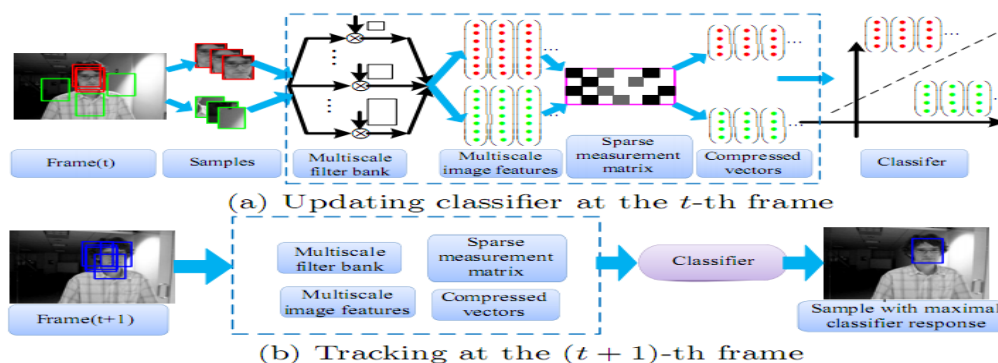 Frame(t)
Samples
Multiscale
filter bank
Multiscale
image features
Sparse
measurement
matrix
Compressed
vectors
Classifer
(a) Updating classifier at the t-th frame
Multiscale
filter bank
Sparse
measurement
matrix
Multiscale
image features
Compressed
vectors
Classifier
Frame(t+1)
Sample with maximal
classifier response
(b) Tracking at the (t + 1)-th frame